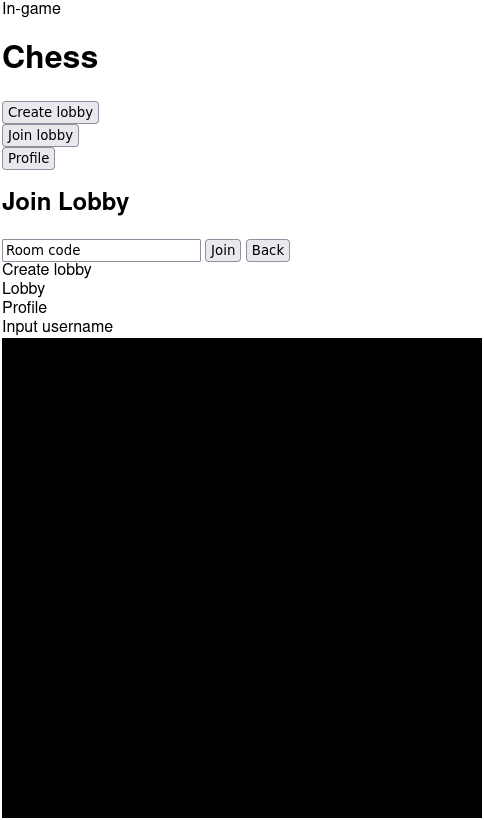 In-game
Chess
Create lobby
Join lobby
Profile
Join Lobby
Room code Join Back
Create lobby
Lobby
Profile
Input username